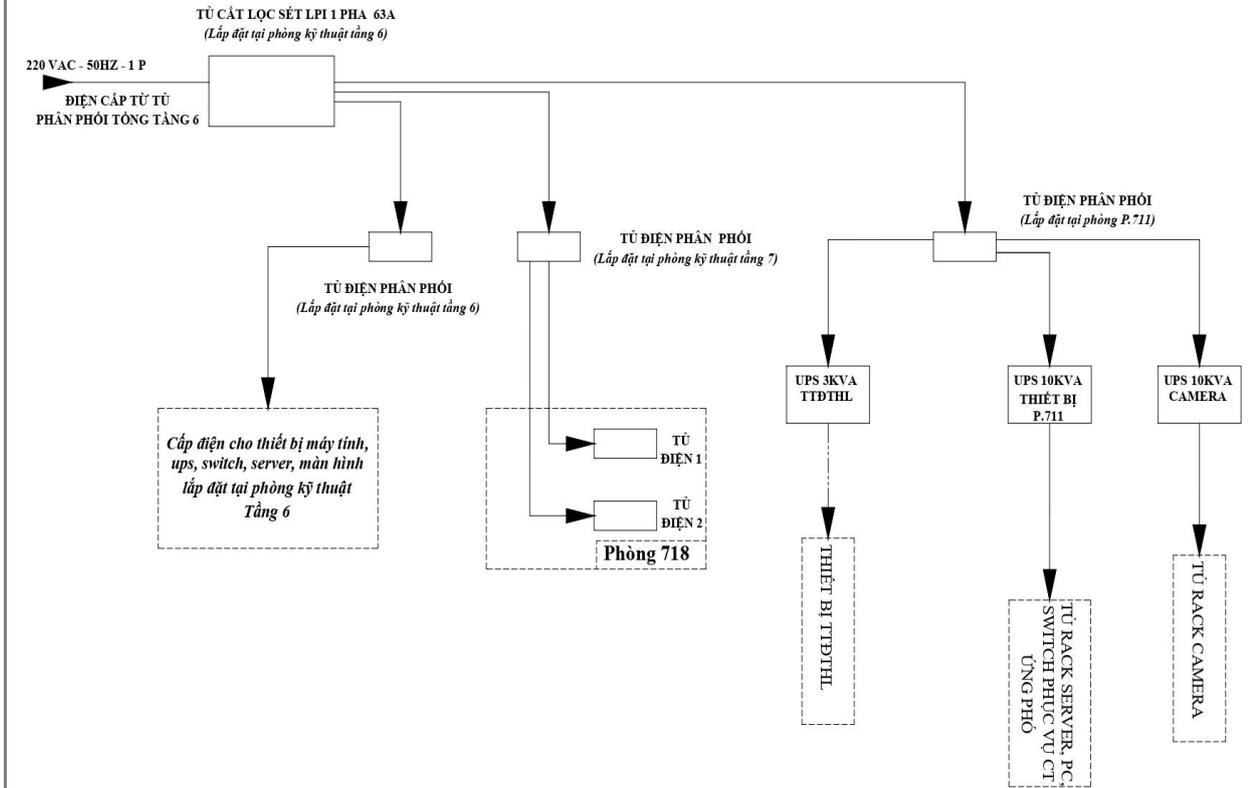 TỦ CẮT LỌC SÉT LPI 1 PHA 63A
(Lắp đặt tại phòng kỹ thuật tầng 6)
220 VAC - 50HZ - 1 P
ĐIỆN CẤP TỪ TỦ
PHÂN PHỐI TỔNG TẦNG 6
TỦ ĐIỆN PHÂN PHỐI
(Lắp đặt tại phòng P.711)
TỦ ĐIỆN PHÂN PHỐI
(Lắp đặt tại phòng kỹ thuật tầng 7)
TỦ ĐIỆN PHÂN PHỐI
(Lắp đặt tại phòng kỹ thuật tầng 6)
UPS 3KVA
TTĐTHL
UPS 10KVA
THIẾT BỊ
P.711
UPS 10KVA
CAMERA
Cấp điện cho thiết bị máy tính,
ups, switch, server, màn hình
lắp đặt tại phòng kỹ thuật
Tầng 6
TỦ
ĐIỆN 1
TỦ
ĐIỆN 2
Phòng 718
THIẾT BỊ TTĐTHL
TỦ RACK SERVER, PC,
SWITCH PHỤC VỤ CT
ỨNG PHÓ
TỦ RACK CAMERA